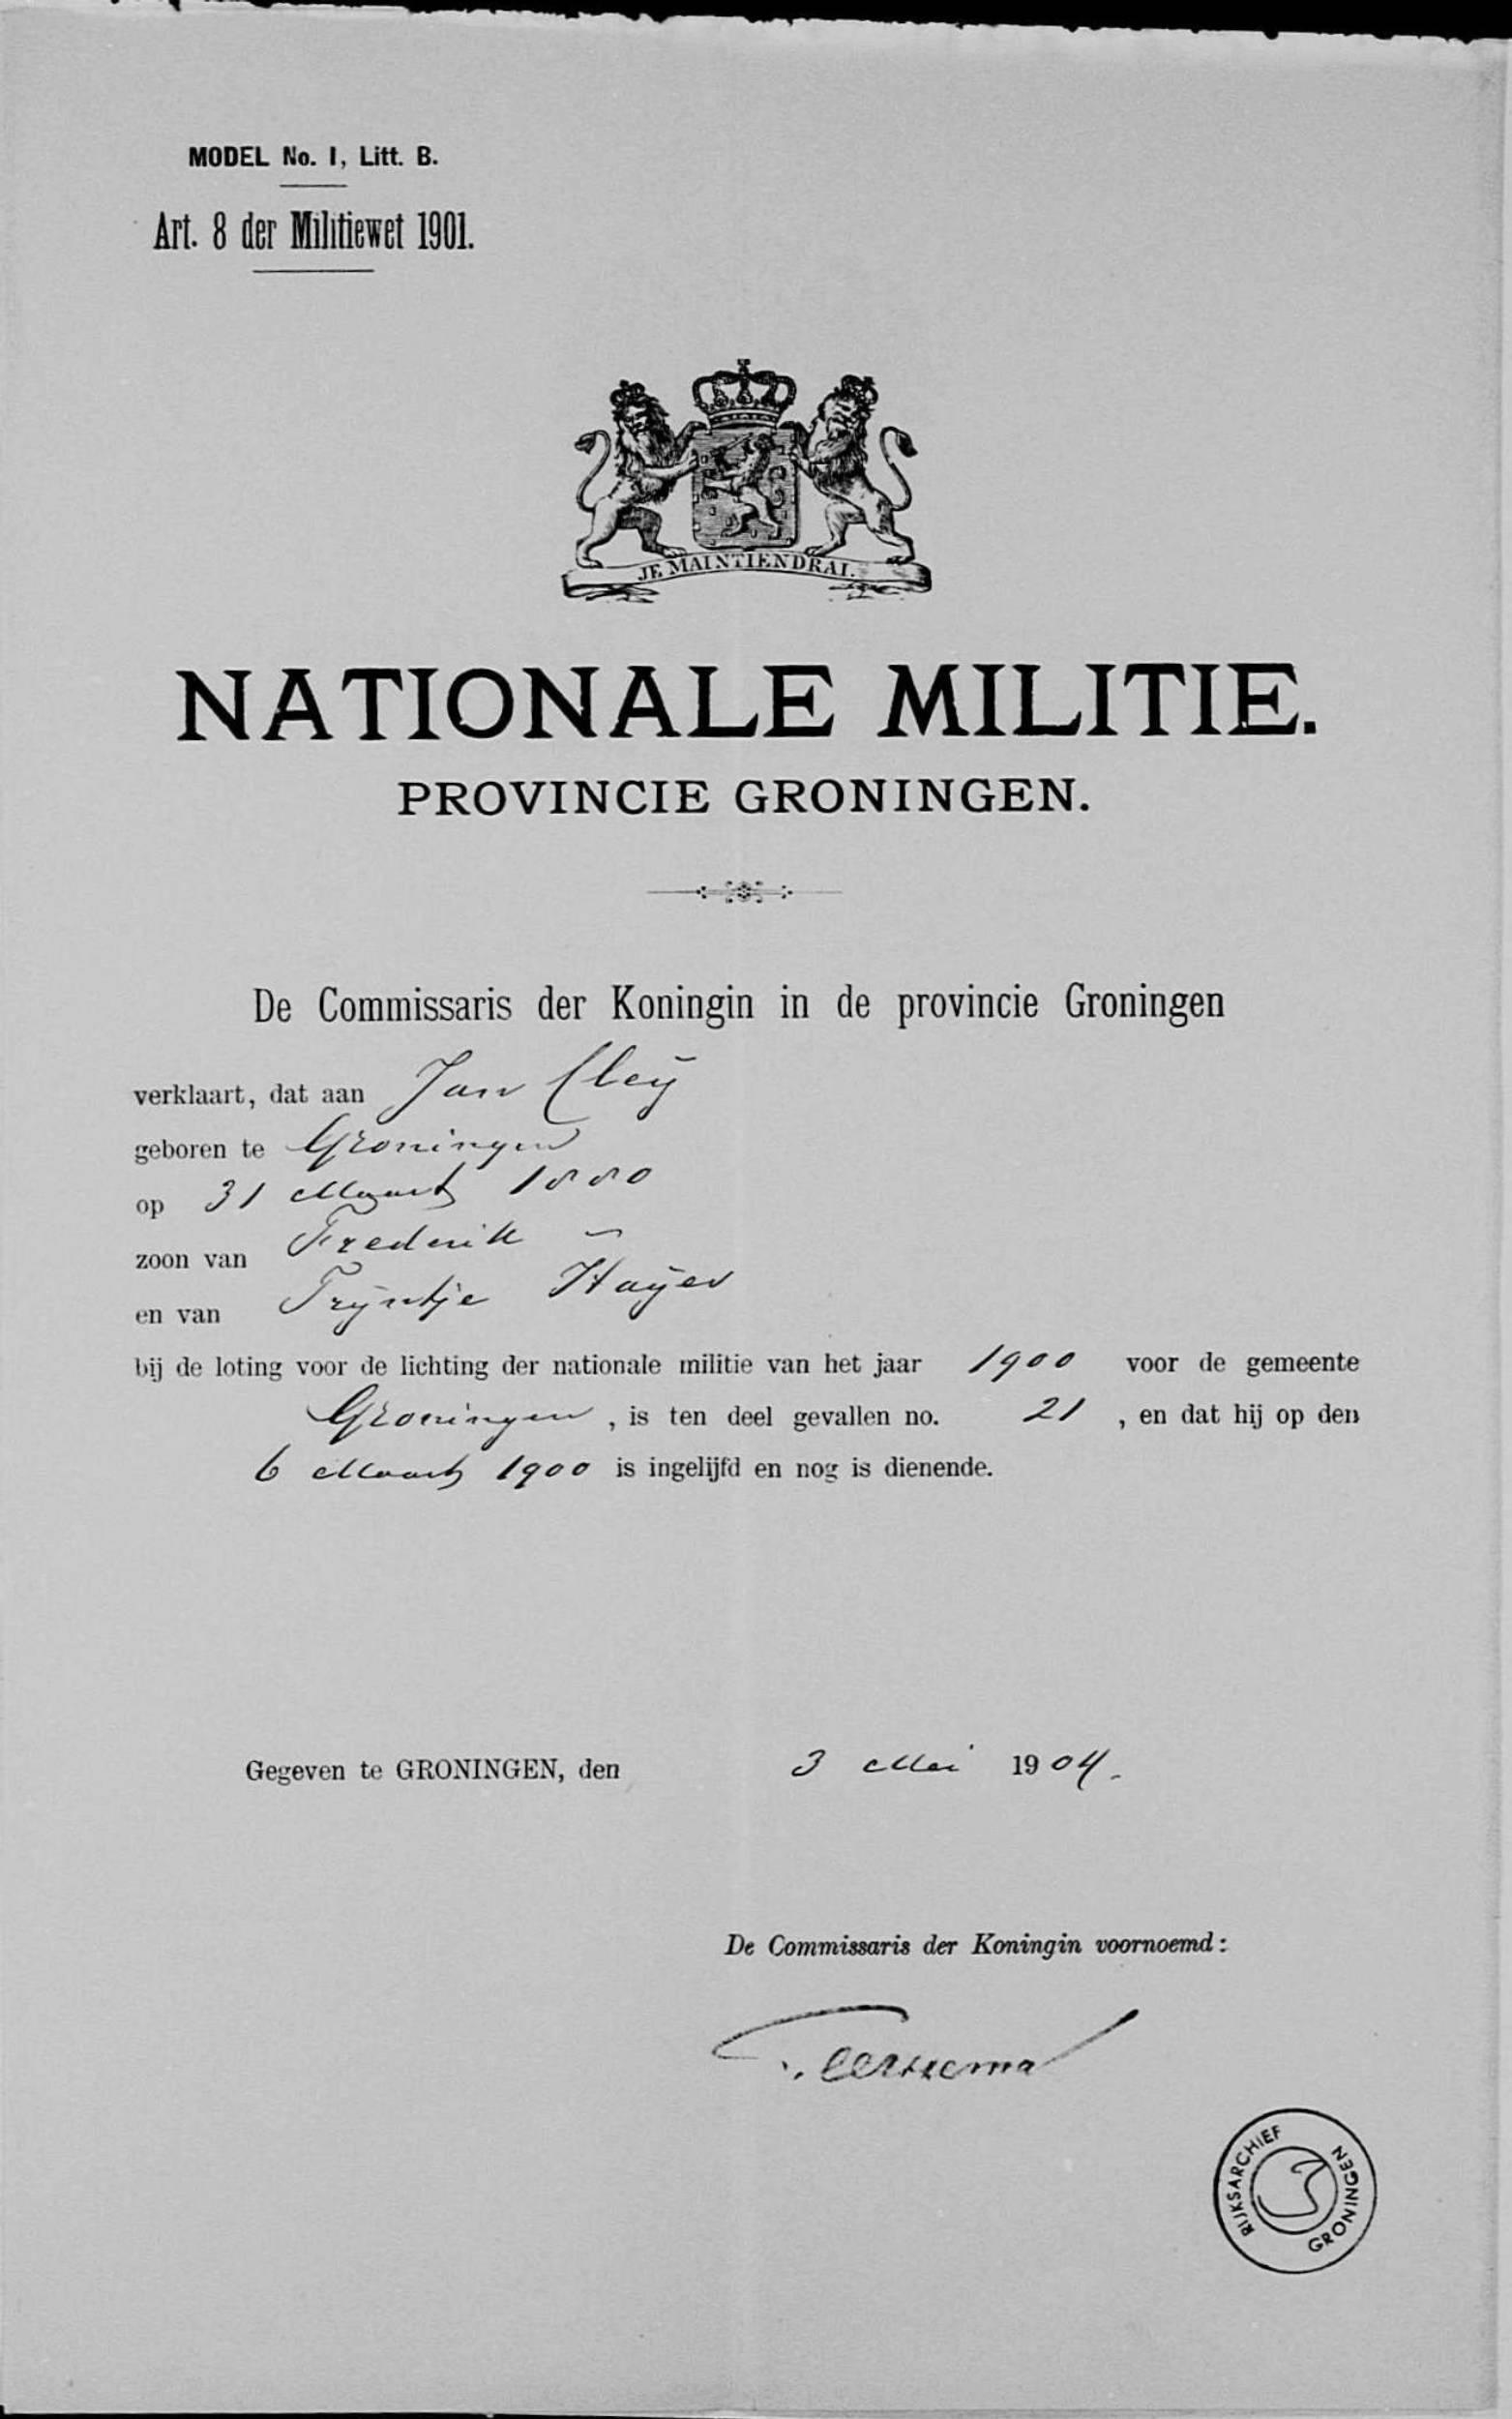 MODEL No. 1, Litt. B.
Art. 8 der Militiewet 1901.
JE MAINTIENDRAI.
NATIONALE MILITIE.
PROVINCIE GRONINGEN.
De Commissaris der Koningin in de provincie Groningen
verklaart, dat aan Jan Cleÿ
geboren te Groningen
op 31 Maart 1880
zoon van Frederik –
en van Trÿntje Haÿer
bij de loting voor de lichting der nationale militie van het jaar 1900 voor de gemeente
Groningen, is ten deel gevallen no. 21, en dat hij op den
6 Maart 1900 is ingelijfd en nog is dienende.
Gegeven te GRONINGEN, den 3 Mei 1904.
De Commissaris der Koningin voornoemd:
RIJKSARCHIEF GRONINGEN